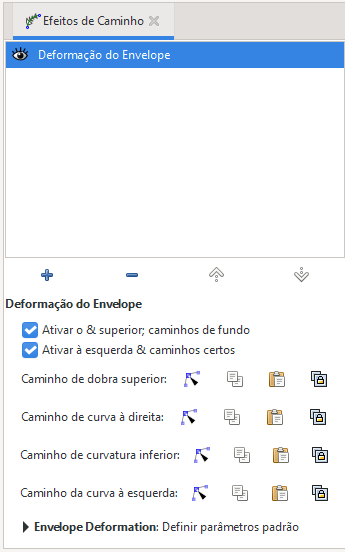 Efeitos de Caminho
Deformação do Envelope
Deformação do Envelope
Ativar o & superior; caminhos de fundo
Ativar à esquerda & caminhos certos
Caminho de dobra superior:
Caminho de curva à direita:
Caminho de curvatura inferior:
Caminho da curva à esquerda:
Envelope Deformation: Definir parâmetros padrão